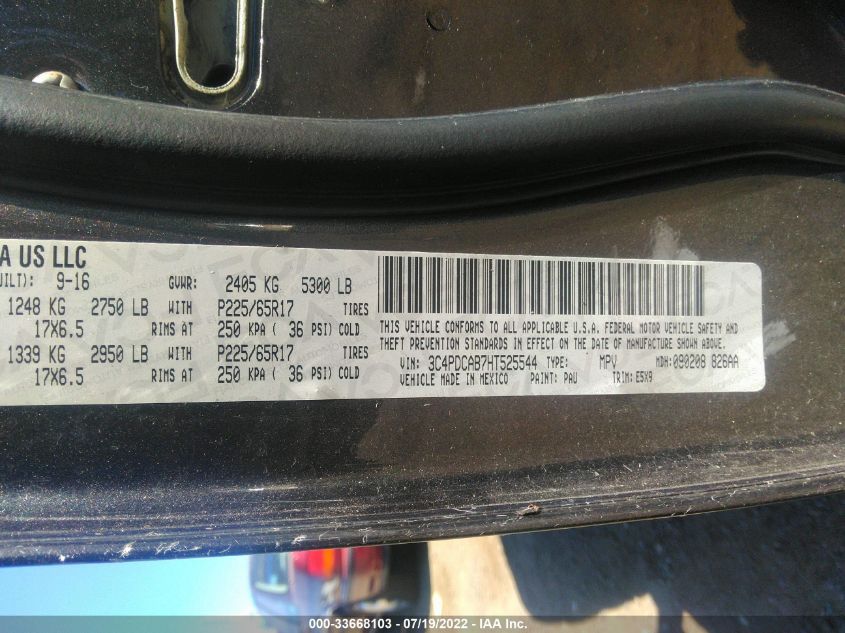 A US LLC
UILT): 9-16 GVWR: 2405 KG 5300 LB
1248 KG 2750 LB WITH P225/65R17 TIRES
17X6.5 RIMS AT 250 KPA ( 36 PSI) COLD
1339 KG 2950 LB WITH P225/65R17 TIRES
17X6.5 RIMS AT 250 KPA ( 36 PSI) COLD
THIS VEHICLE CONFORMS TO ALL APPLICABLE U.S.A. FEDERAL MOTOR VEHICLE SAFETY AND
THEFT PREVENTION STANDARDS IN EFFECT ON THE DATE OF MANUFACTURE SHOWN ABOVE.
VIN: 3C4PDCAB7HT525544 TYPE: MPV MDH: 090208 826AA
VEHICLE MADE IN MEXICO PAINT: PAU TRIM: E5X9
000-33668103 / 07/19/2022 / IAA Inc.